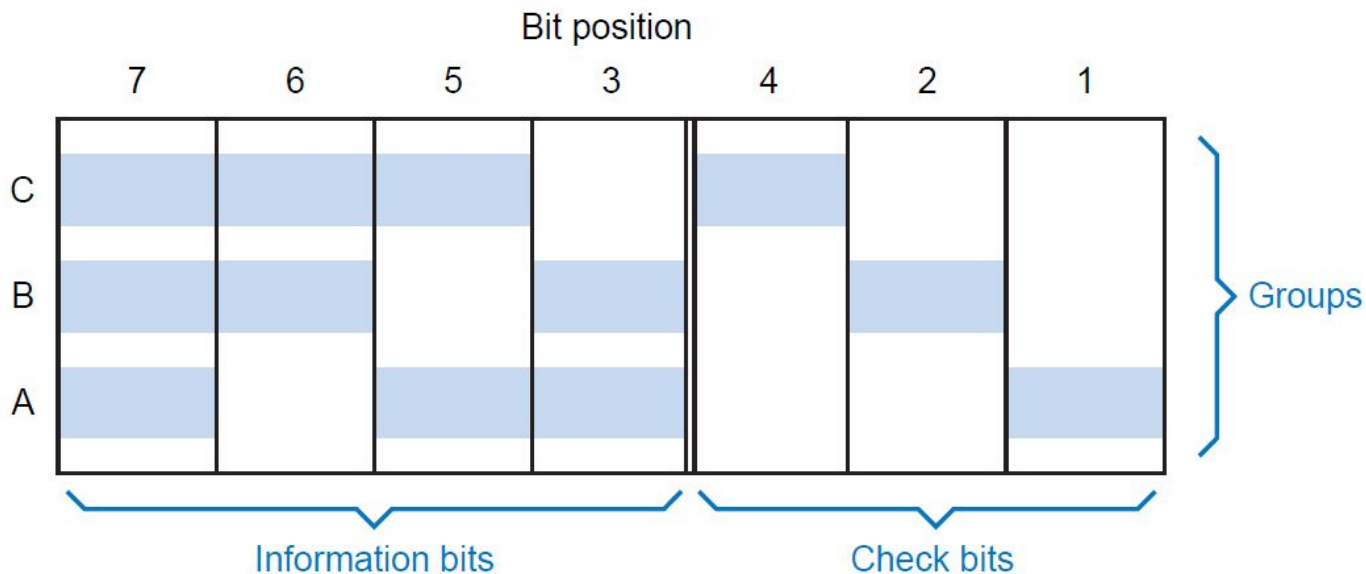 Bit position
7 6 5 3 4 2 1
C
B
Groups
A
Information bits Check bits